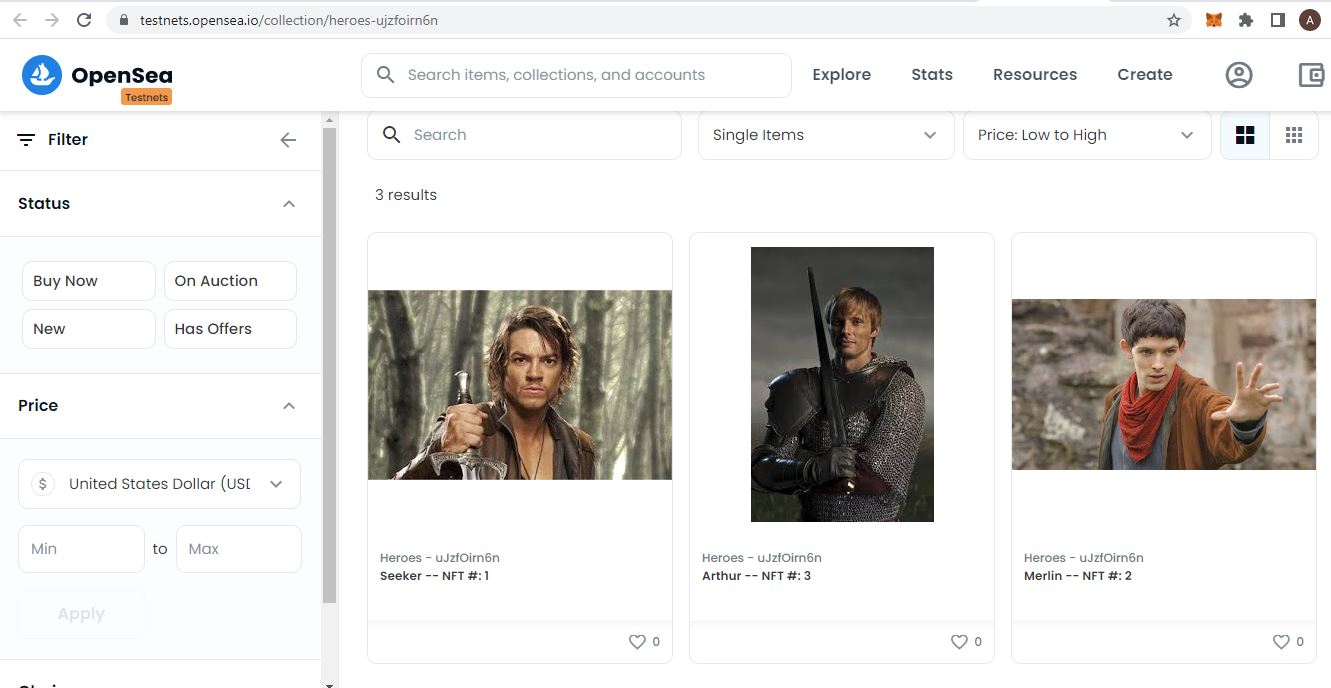 testnets.opensea.io/collection/heroes-ujzfoirn6n
A
OpenSea
Testnets
Search items, collections, and accounts
Explore
Stats
Resources
Create
Filter
Search
Single Items
Price: Low to High
3 results
Status
Buy Now
On Auction
New
Has Offers
Price
$ United States Dollar (USD
Min to Max
Apply
Heroes - uJzfOirn6n
Seeker -- NFT #: 1
0
Heroes - uJzfOirn6n
Arthur -- NFT #: 3
0
Heroes - uJzfOirn6n
Merlin -- NFT #: 2
0